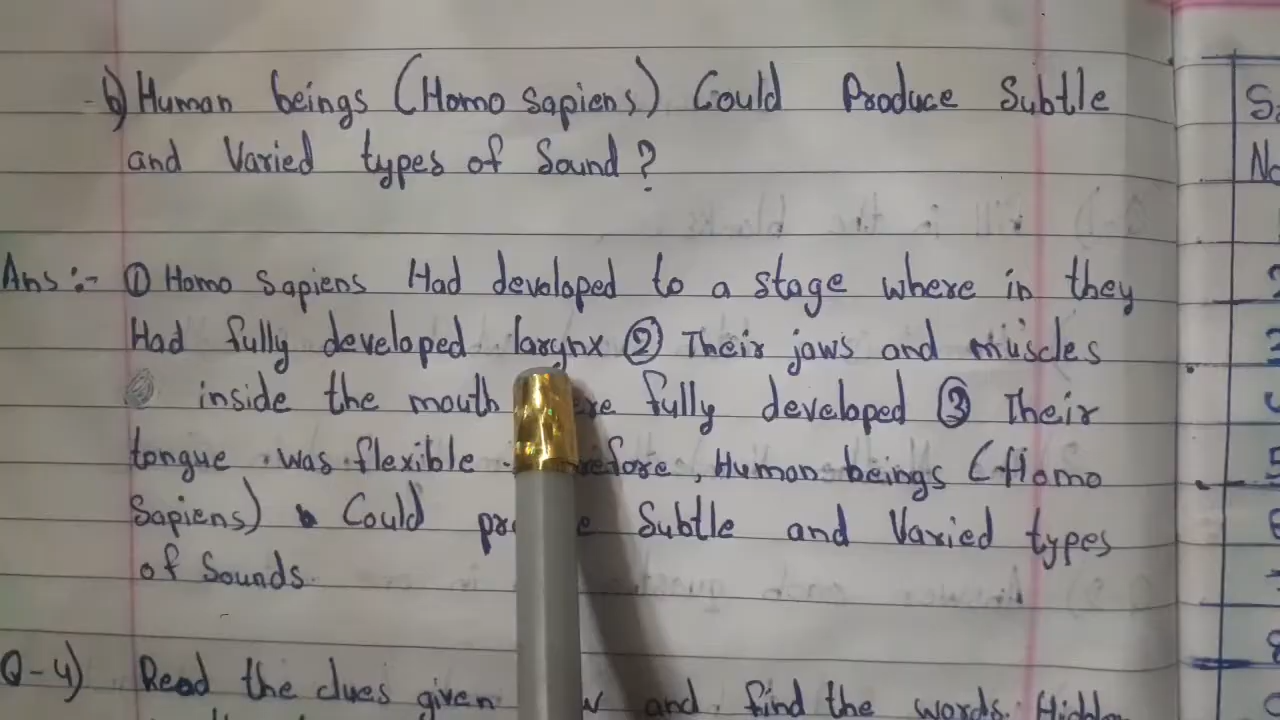 b) Human beings (Homo sapiens) Could Produce Subtle
and Varied types of Sound?
Ans:- ① Homo Sapiens Had developed to a stage where in they
Had fully developed larynx ② Their jaws and muscles
inside the mouth fully developed ③ Their
tongue was flexible. , Human beings (Homo
Sapiens) Could Subtle and Varied types
of Sounds.
Q-4) Read the clues given and find the words. Hidden